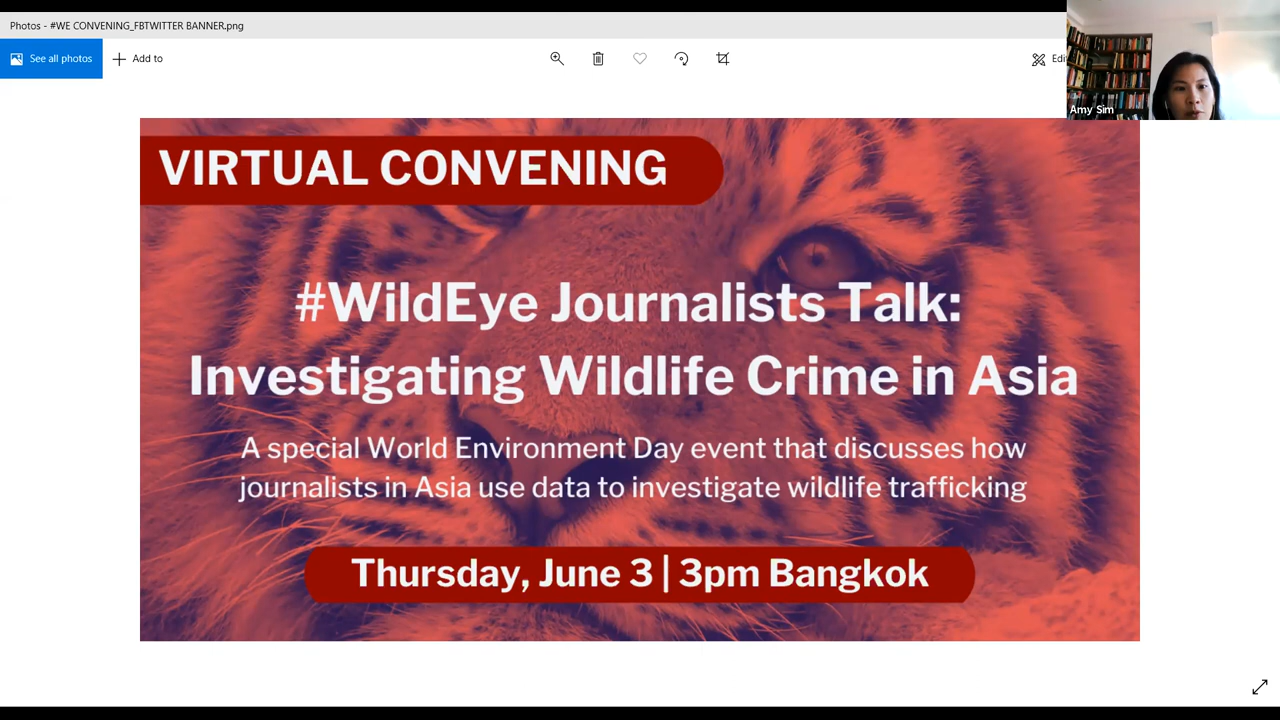 Photos - #WE CONVENING_FBTWITTER BANNER.png
See all photos
Add to
Amy Sim
VIRTUAL CONVENING
#WildEye Journalists Talk:
Investigating Wildlife Crime in Asia
A special World Environment Day event that discusses how
journalists in Asia use data to investigate wildlife trafficking
Thursday, June 3 | 3pm Bangkok